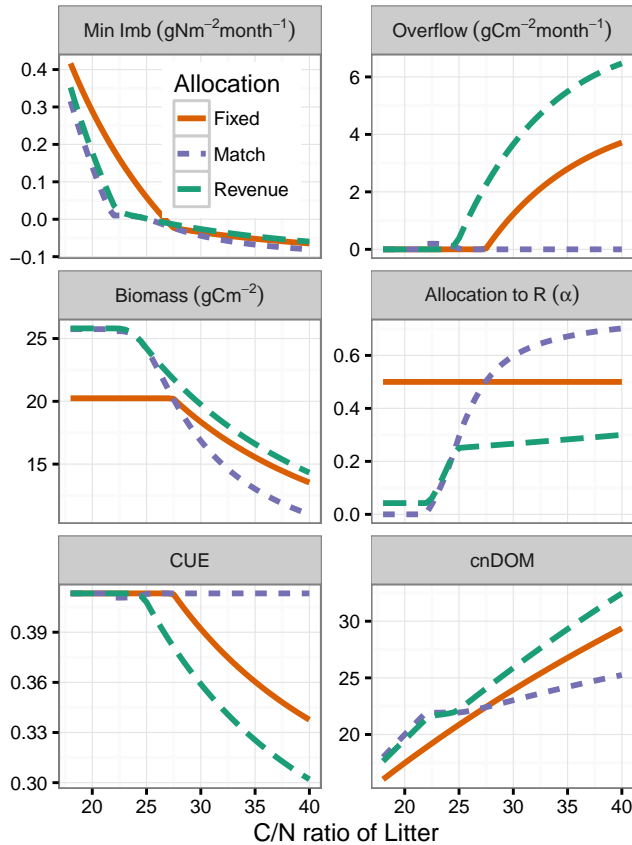 Min Imb (gNm⁻²month⁻¹)
Overflow (gCm⁻²month⁻¹)
0.4
0.3
0.2
0.1
0.0
−0.1
Allocation
Fixed
Match
Revenue
6
4
2
0
Biomass (gCm⁻²)
Allocation to R (α)
25
20
15
0.6
0.4
0.2
0.0
CUE
cnDOM
0.39
0.36
0.33
0.30
30
25
20
20 25 30 35 40
20 25 30 35 40
C/N ratio of Litter